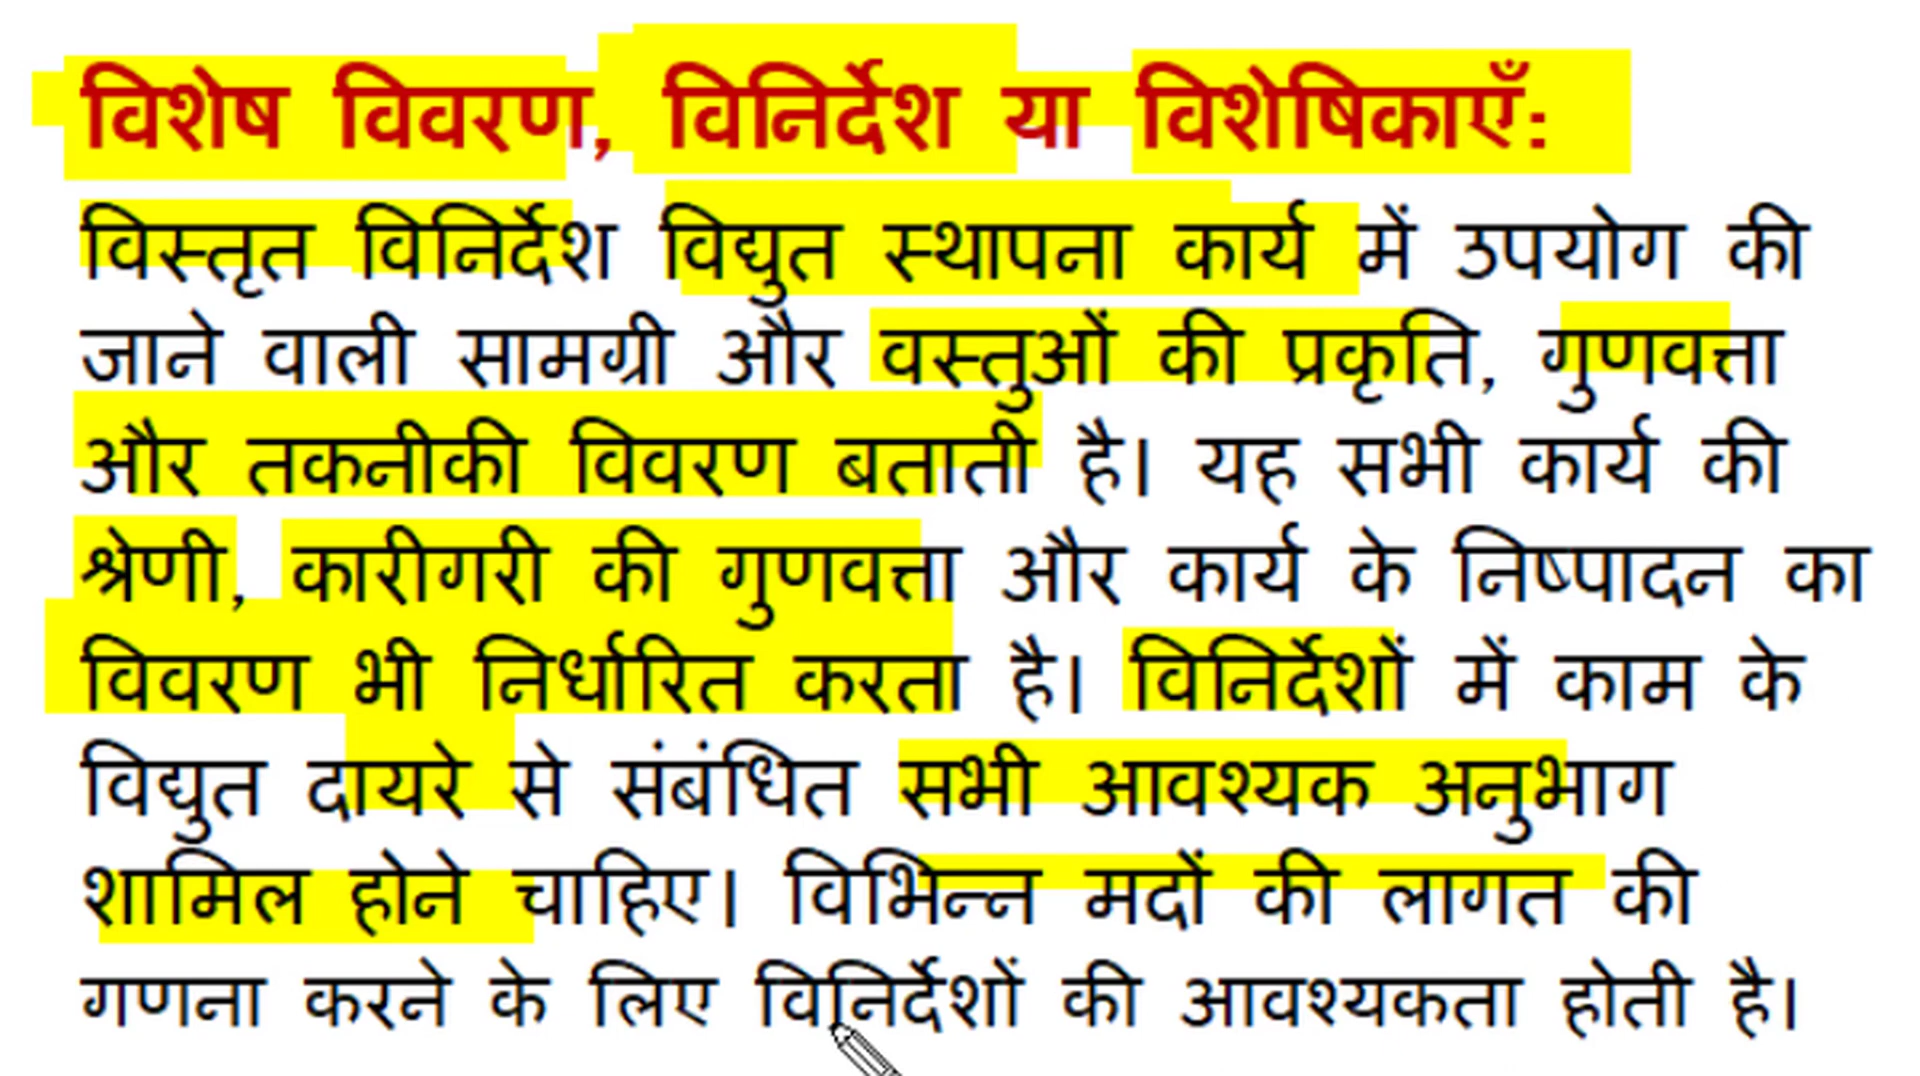 विशेष विवरण, विनिर्देश या विशेषिकाएँ:
विस्तृत विनिर्देश विद्युत स्थापना कार्य में उपयोग की
जाने वाली सामग्री और वस्तुओं की प्रकृति, गुणवत्ता
और तकनीकी विवरण बताती है। यह सभी कार्य की
श्रेणी, कारीगरी की गुणवत्ता और कार्य के निष्पादन का
विवरण भी निर्धारित करता है। विनिर्देशों में काम के
विद्युत दायरे से संबंधित सभी आवश्यक अनुभाग
शामिल होने चाहिए। विभिन्न मदों की लागत की
गणना करने के लिए विनिर्देशों की आवश्यकता होती है।